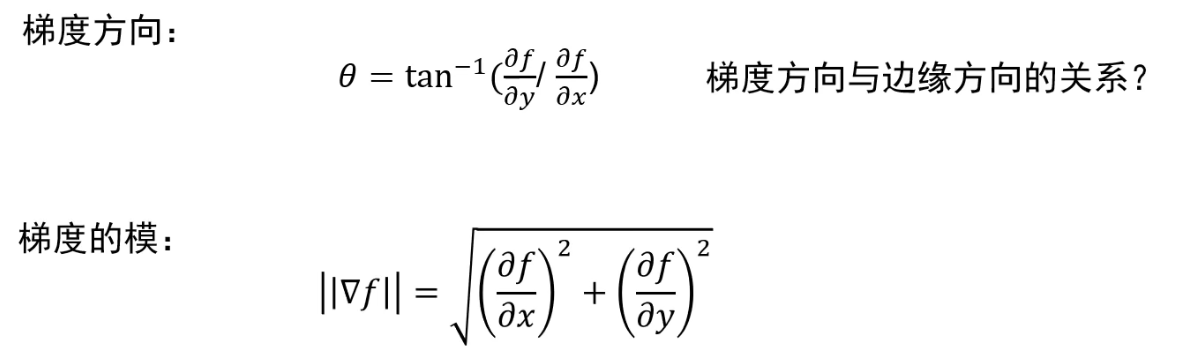 梯度方向：
θ = tan⁻¹(∂f/∂y / ∂f/∂x) 梯度方向与边缘方向的关系？
梯度的模：
||∇f|| = √((∂f/∂x)² + (∂f/∂y)²)